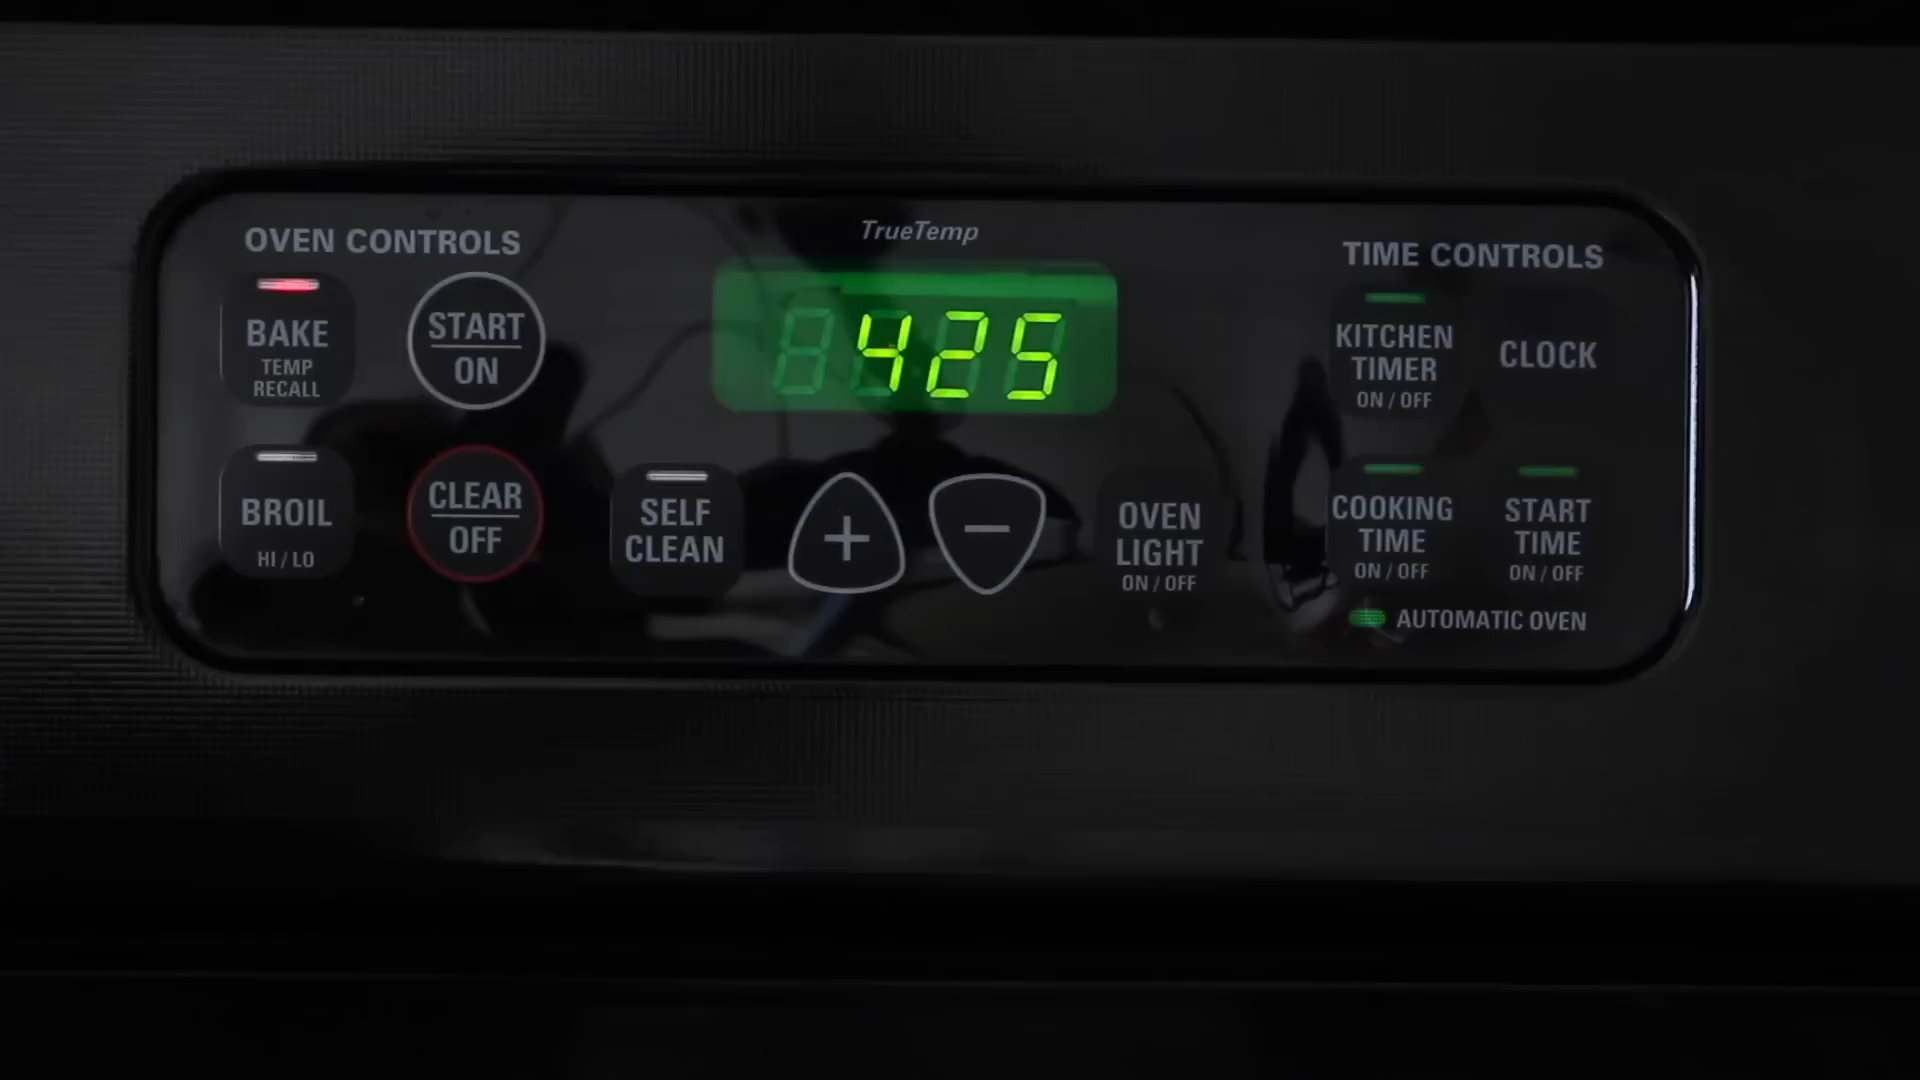 TrueTemp
OVEN CONTROLS
BAKE
TEMP
RECALL
START
ON
BROIL
HI / LO
CLEAR
OFF
425
SELF
CLEAN
+
−
OVEN
LIGHT
ON / OFF
TIME CONTROLS
KITCHEN
TIMER
ON / OFF
CLOCK
COOKING
TIME
ON / OFF
START
TIME
ON / OFF
AUTOMATIC OVEN